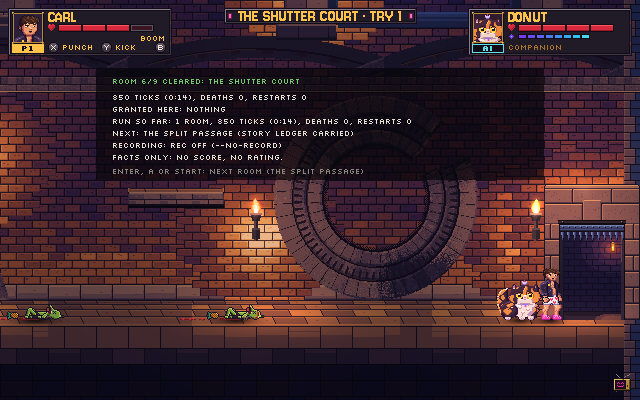 CARL
P1
X PUNCH Y KICK B
BOOM
THE SHUTTER COURT · TRY 1
DONUT
AI
COMPANION
ROOM 6/9 CLEARED: THE SHUTTER COURT
850 TICKS (0:14), DEATHS 0, RESTARTS 0
GRANTED HERE: NOTHING
RUN SO FAR: 1 ROOM, 850 TICKS (0:14), DEATHS 0, RESTARTS 0
NEXT: THE SPLIT PASSAGE (STORY LEDGER CARRIED)
RECORDING: REC OFF (--NO-RECORD)
FACTS ONLY: NO SCORE, NO RATING.
ENTER, A OR START: NEXT ROOM (THE SPLIT PASSAGE)